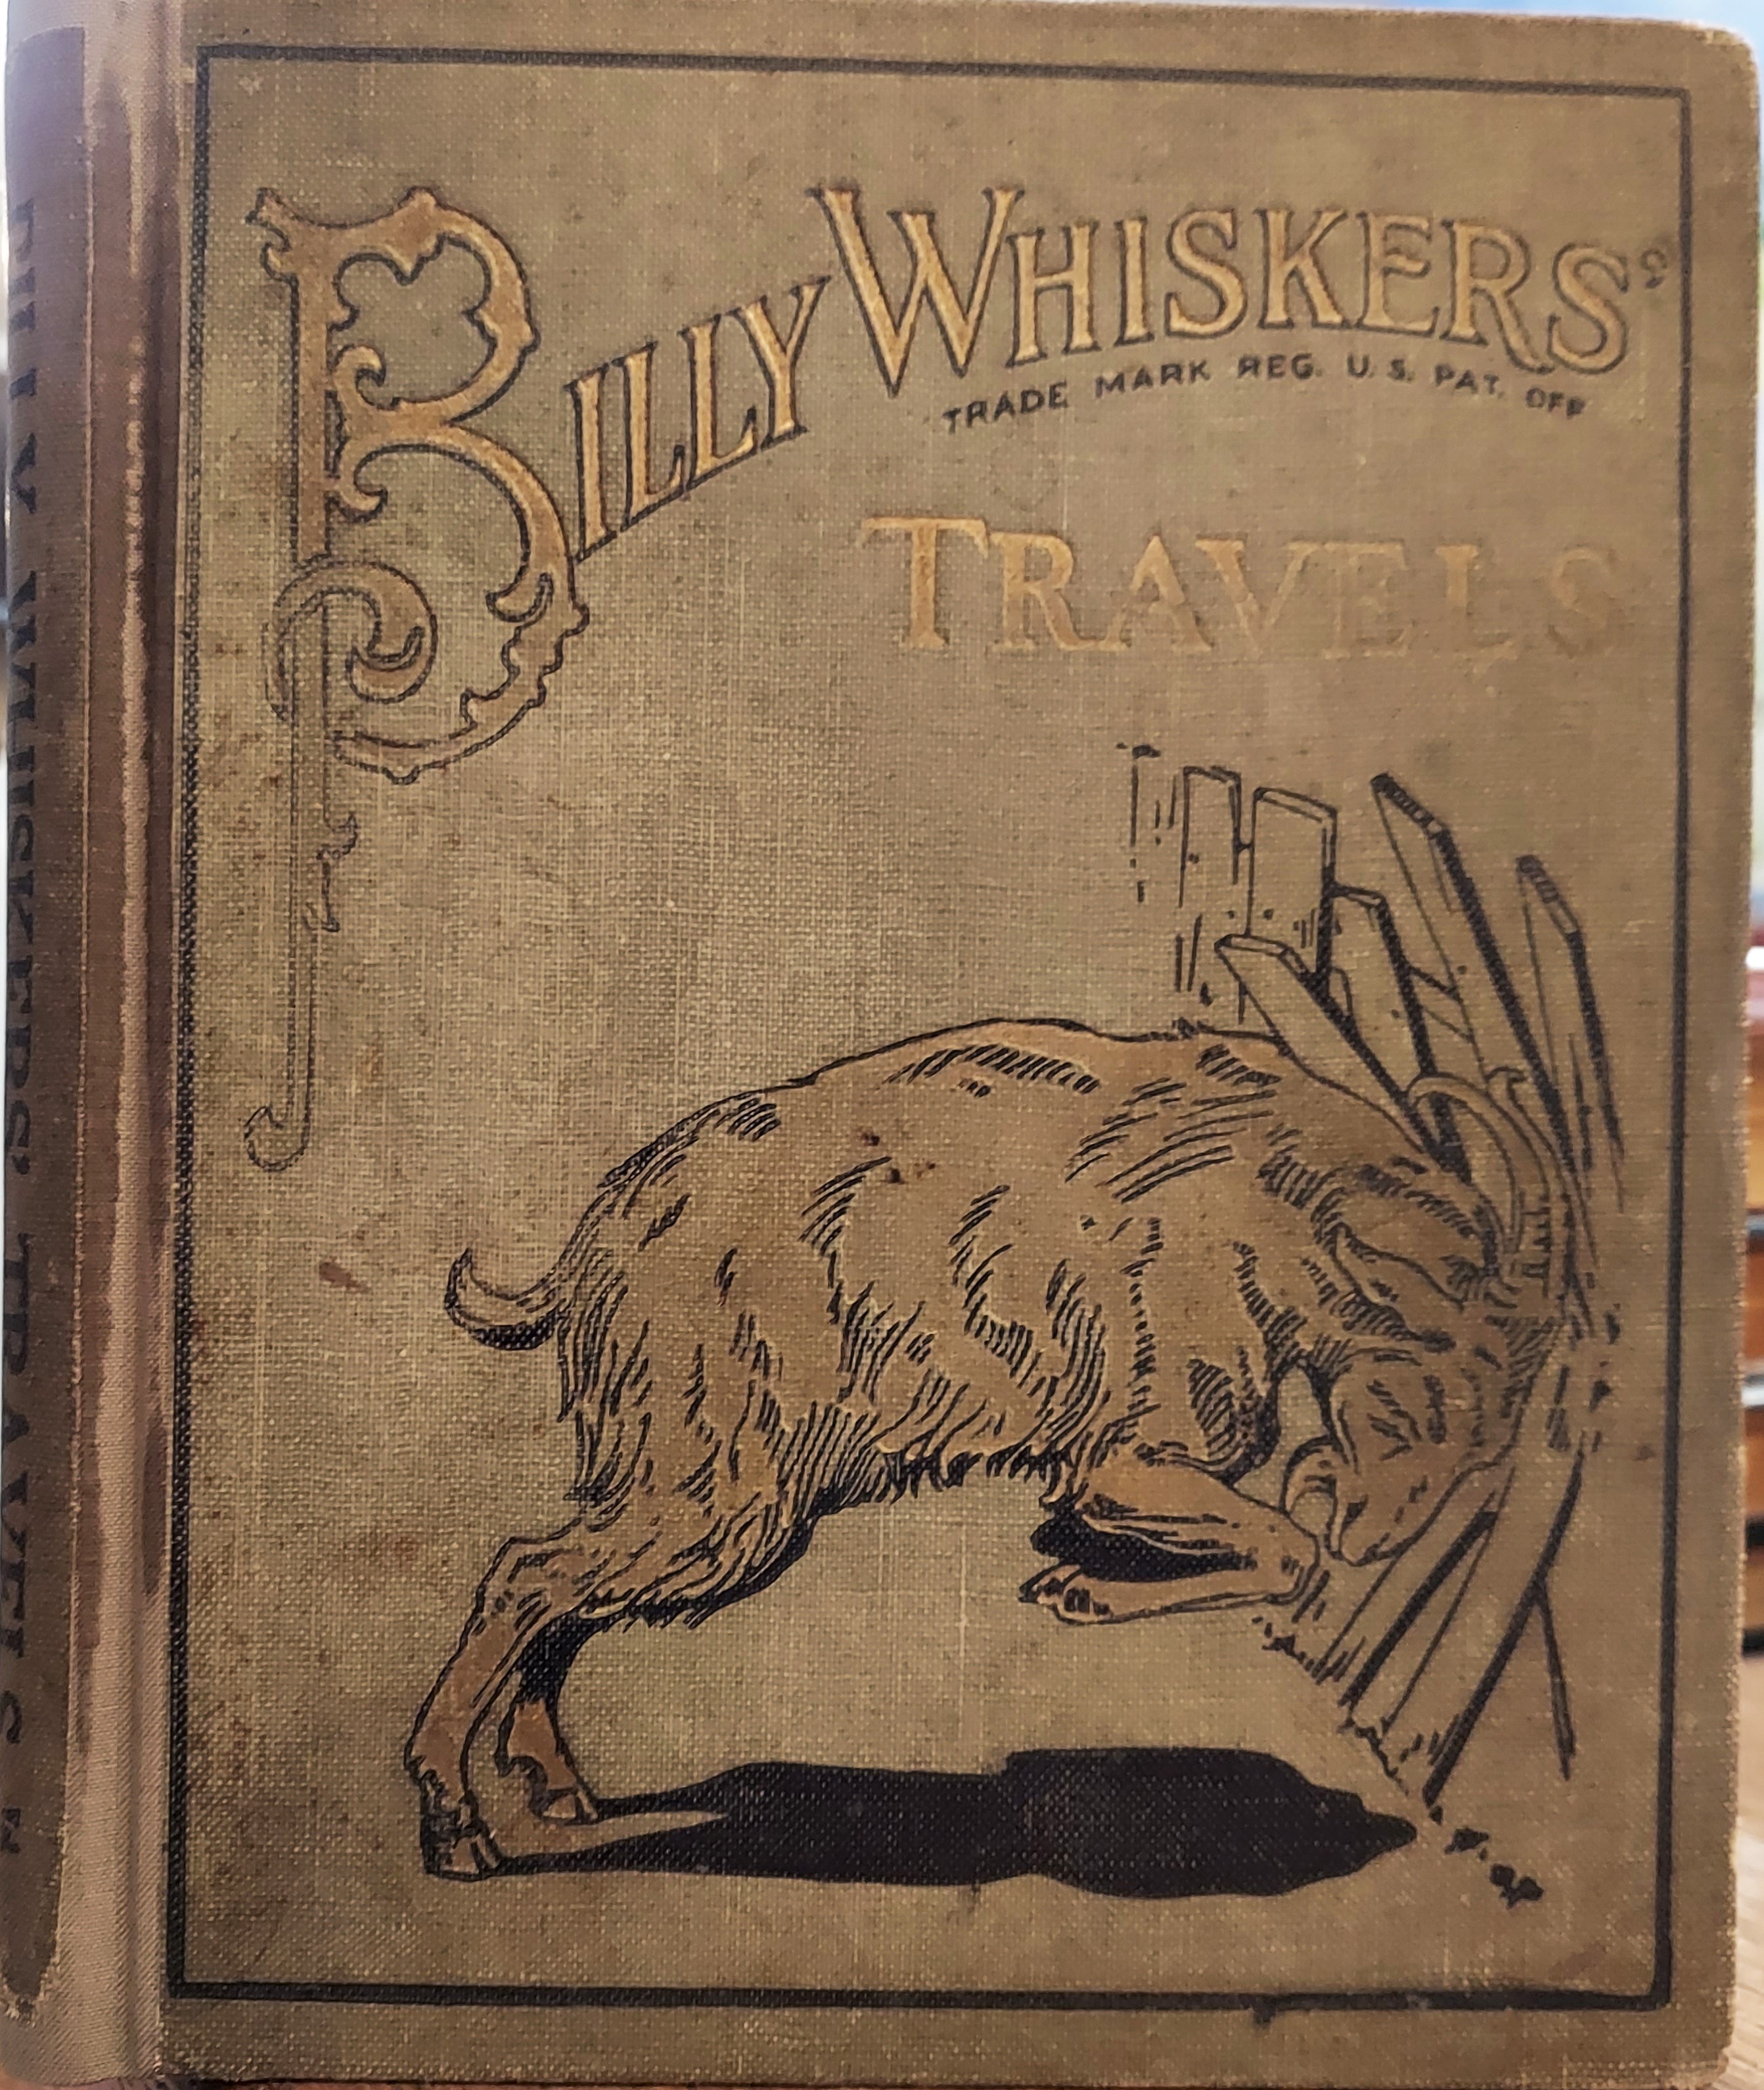 BILLY WHISKERS'
TRADE MARK REG. U.S. PAT. OFF
TRAVELS
BILLY WHISKERS' TRAVELS